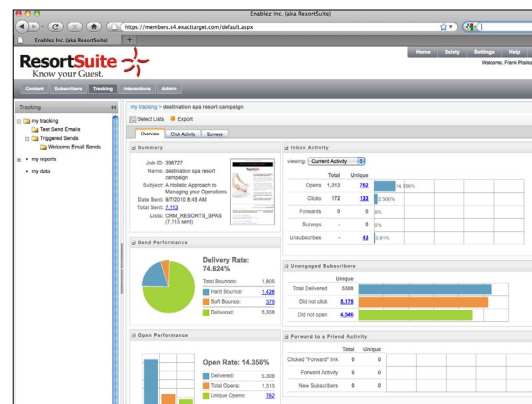 Enablez Inc. (aka ResortSuite)
https://members.s4.exacttarget.com/default.aspx
Enablez Inc. (aka ResortSuite)
ResortSuite
Know your Guest.
Home
Settings
Help
Welcome, Frank
Content
Subscribers
Tracking
Interactions
Admin
Tracking
my tracking
Test Send Emails
Triggered Sends
Welcome Email Sends
my reports
my data
my tracking > destination spa resort campaign
Select Lists
Export
Overview
Click Activity
Surveys
Summary
Job ID: 396727
Name: destination spa resort
campaign
Subject: A Holistic Approach to
Managing your Operations
Date Sent: 9/7/2010 8:45 AM
Total Sent: 7,113
Lists: CRM_RESORTS_SPAS
(7,113 sent)
Inbox Activity
viewing: Current Activity
Total Unique
Opens 1,313 762 14.356%
Clicks 172 133 2.506%
Forwards 0 0 0%
Surveys - 0 0%
Unsubscribes - 43 0.81%
Send Performance
Delivery Rate:
74.624%
Total Bounces: 1,805
Hard Bounce: 1,426
Soft Bounce: 379
Delivered: 5,308
Unengaged Subscribers
Unique
Total Delivered 5308
Did not click 5,175
Did not open 4,546
Open Performance
Open Rate: 14.356%
Delivered: 5,308
Total Opens: 1,313
Unique Opens: 762
Forward to a Friend Activity
Total Unique
Clicked "Forward" link 0 0
Forward Activity 0 0
New Subscribers 0 0